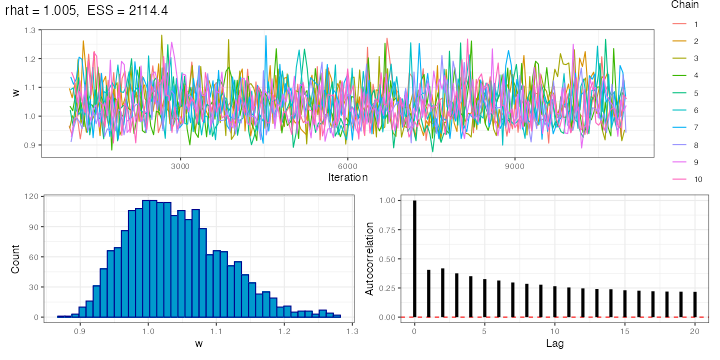 rhat = 1.005, ESS = 2114.4
Chain
1
2
3
4
5
6
7
8
9
10
1.3
1.2
1.1
1.0
0.9
w
3000 6000 9000
Iteration
120
90
60
30
0
Count
0.9 1.0 1.1 1.2 1.3
w
1.00
0.75
0.50
0.25
0.00
Autocorrelation
0 5 10 15 20
Lag